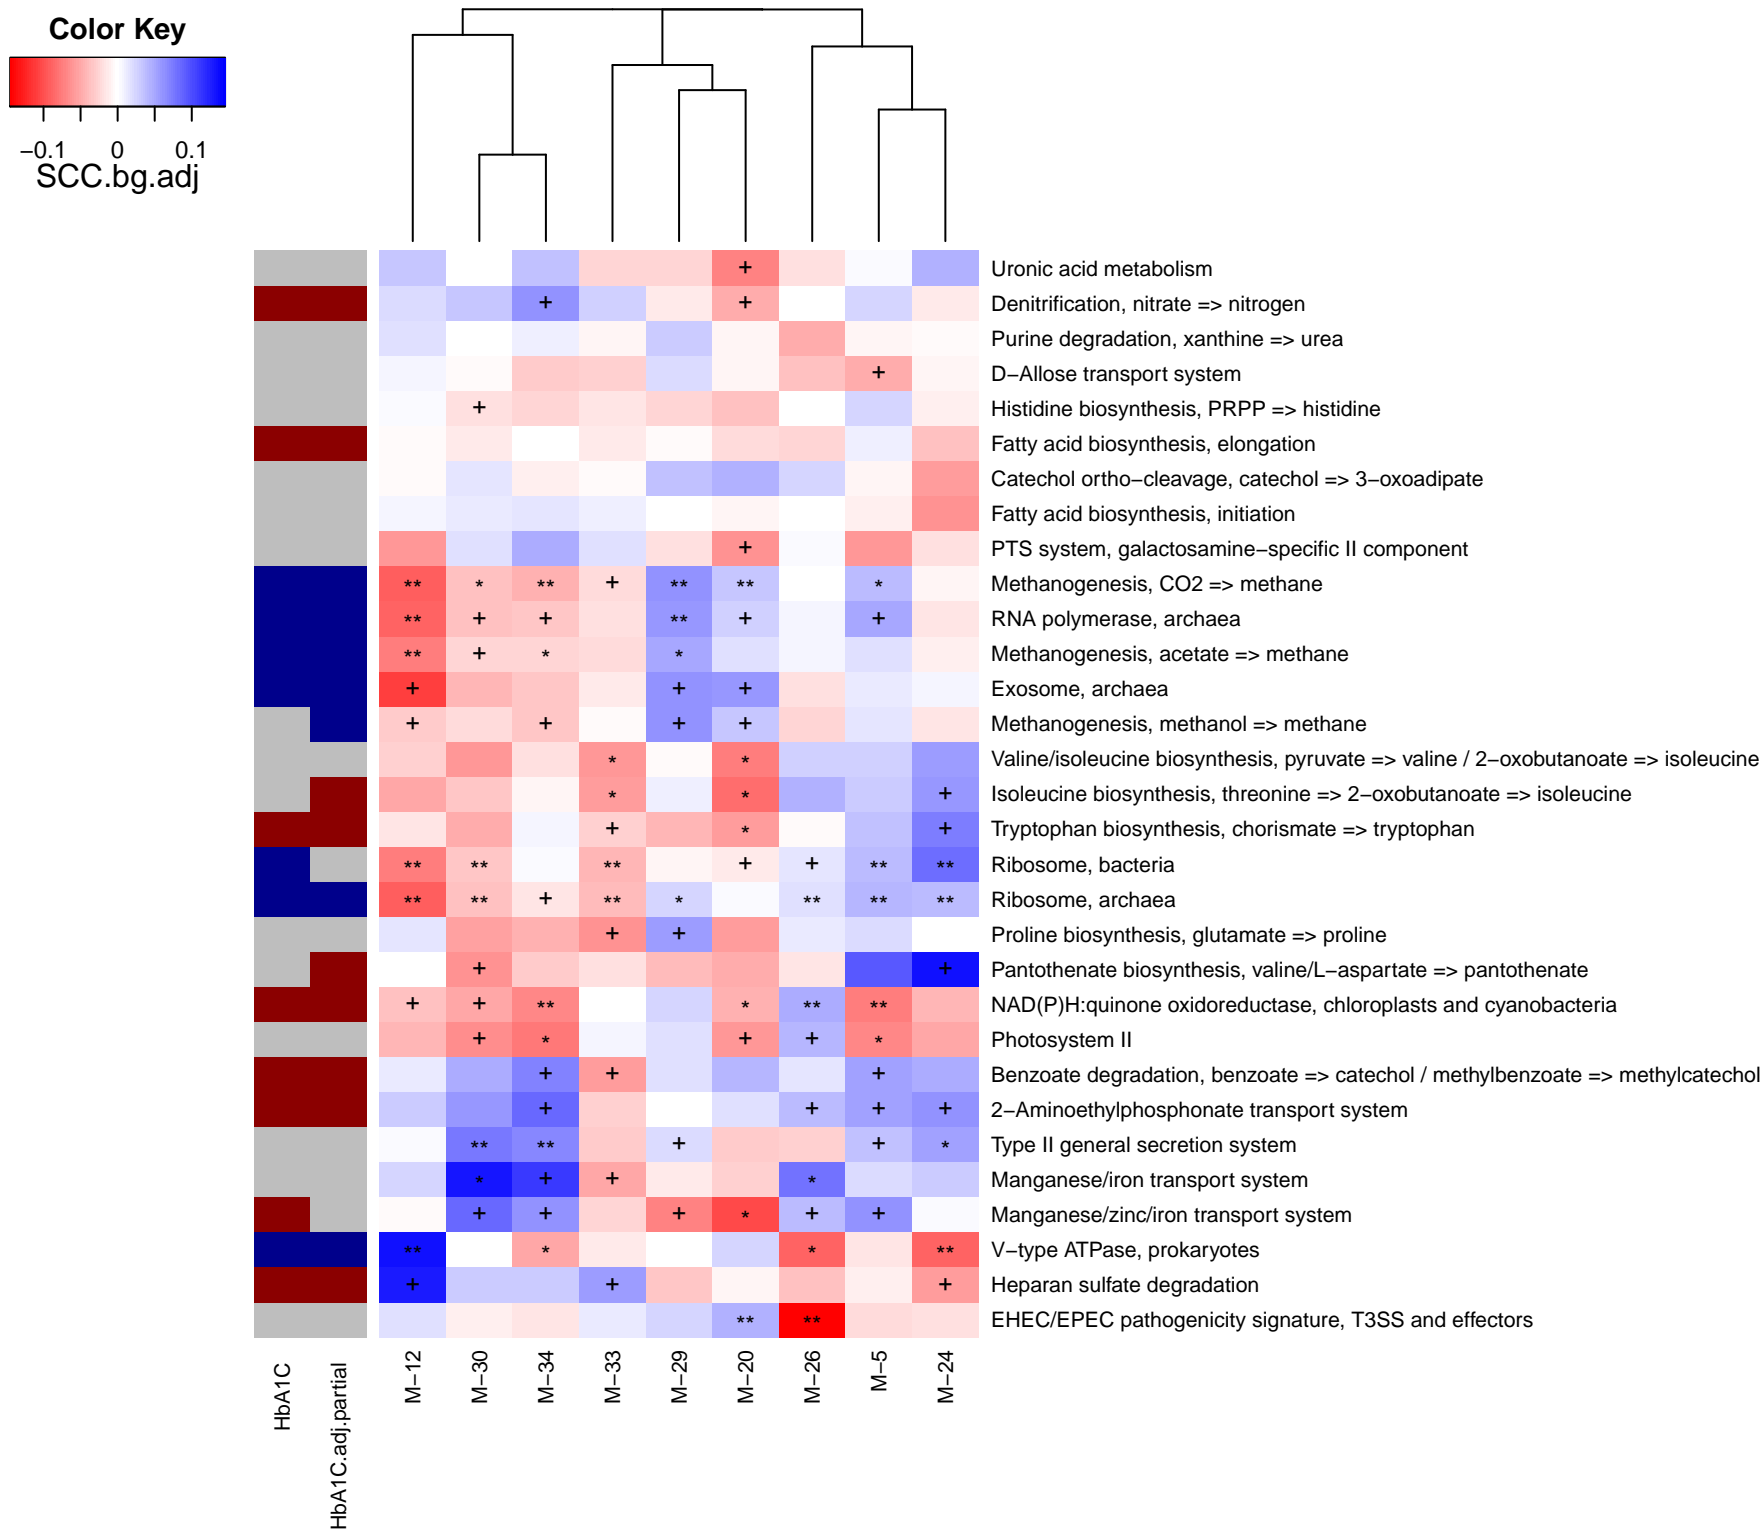 Color Key
−0.1 0 0.1
SCC.bg.adj
+ Uronic acid metabolism
+ + Denitrification, nitrate => nitrogen
Purine degradation, xanthine => urea
+ D−Allose transport system
+ Histidine biosynthesis, PRPP => histidine
Fatty acid biosynthesis, elongation
Catechol ortho−cleavage, catechol => 3−oxoadipate
Fatty acid biosynthesis, initiation
+ PTS system, galactosamine−specific II component
** * ** + ** ** * Methanogenesis, CO2 => methane
** + + ** + + RNA polymerase, archaea
** + * * Methanogenesis, acetate => methane
+ + + Exosome, archaea
+ + + + Methanogenesis, methanol => methane
* * Valine/isoleucine biosynthesis, pyruvate => valine / 2−oxobutanoate => isoleucine
* * + Isoleucine biosynthesis, threonine => 2−oxobutanoate => isoleucine
+ * + Tryptophan biosynthesis, chorismate => tryptophan
** ** ** + + ** ** Ribosome, bacteria
** ** + ** * ** ** ** Ribosome, archaea
+ + Proline biosynthesis, glutamate => proline
+ + Pantothenate biosynthesis, valine/L−aspartate => pantothenate
+ + ** * ** ** NAD(P)H:quinone oxidoreductase, chloroplasts and cyanobacteria
+ * + + * Photosystem II
+ + + Benzoate degradation, benzoate => catechol / methylbenzoate => methylcatechol
+ + + + 2−Aminoethylphosphonate transport system
** ** + + * Type II general secretion system
* + + * Manganese/iron transport system
+ + + * + + Manganese/zinc/iron transport system
** * * ** V−type ATPase, prokaryotes
+ + + Heparan sulfate degradation
** ** EHEC/EPEC pathogenicity signature, T3SS and effectors
HbA1C
HbA1C.adj.partial
M−12
M−30
M−34
M−33
M−29
M−20
M−26
M−5
M−24